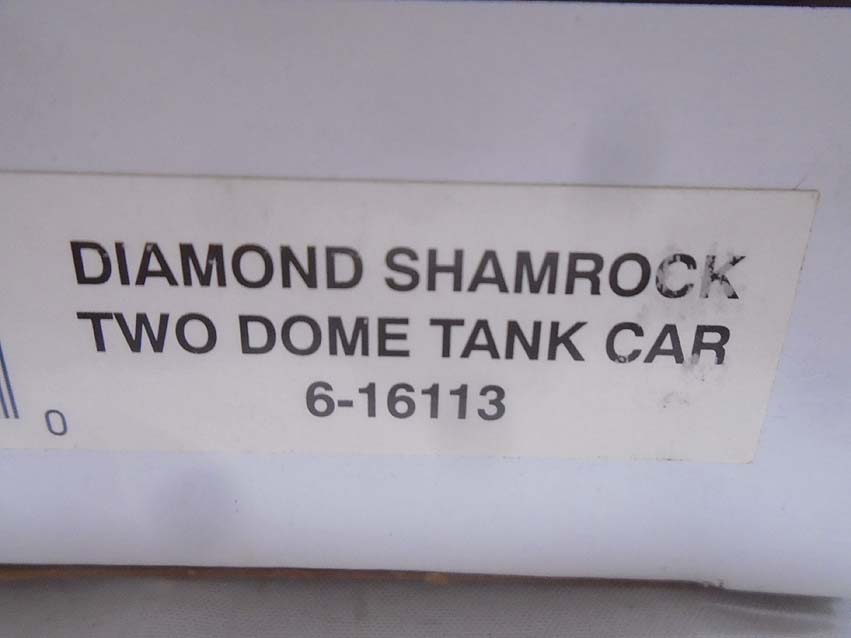 DIAMOND SHAMROCK
TWO DOME TANK CAR
6-16113
0